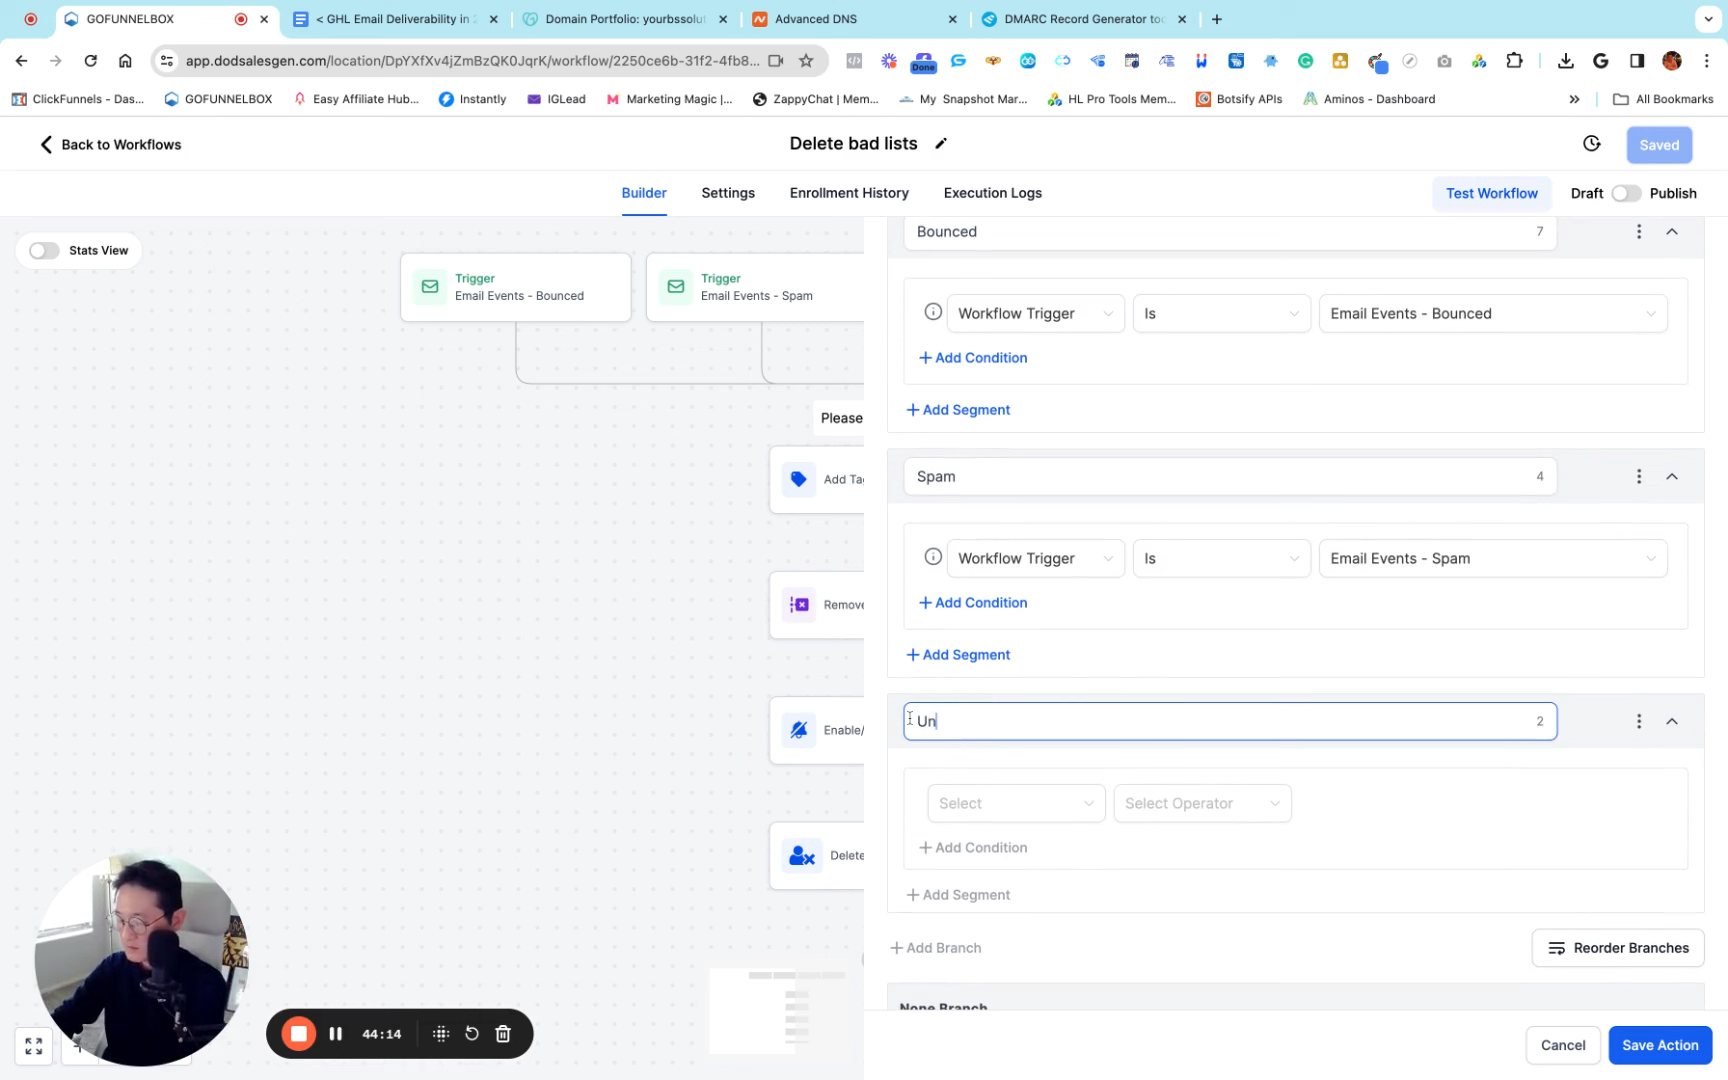 GOFUNNELBOX
< GHL Email Deliverability in 2
Domain Portfolio: yourbssolut
Advanced DNS
DMARC Record Generator too
app.dodsalesgen.com/location/DpYXfXv4jZmBzQK0JqrK/workflow/2250ce6b-31f2-4fb8...
Done
ClickFunnels - Das...
GOFUNNELBOX
Easy Affiliate Hub...
Instantly
IGLead
Marketing Magic |...
ZappyChat | Mem...
My Snapshot Mar...
HL Pro Tools Mem...
Botsify APIs
Aminos - Dashboard
All Bookmarks
Back to Workflows
Delete bad lists
Saved
Builder
Settings
Enrollment History
Execution Logs
Test Workflow
Draft
Publish
Stats View
Trigger
Email Events - Bounced
Trigger
Email Events - Spam
Please
Add Tag
Remove
Enable/
Delete
Bounced
7
Workflow Trigger
Is
Email Events - Bounced
+ Add Condition
+ Add Segment
Spam
4
Workflow Trigger
Is
Email Events - Spam
+ Add Condition
+ Add Segment
Un
2
Select
Select Operator
+ Add Condition
+ Add Segment
+ Add Branch
Reorder Branches
None Branch
44:14
Cancel
Save Action